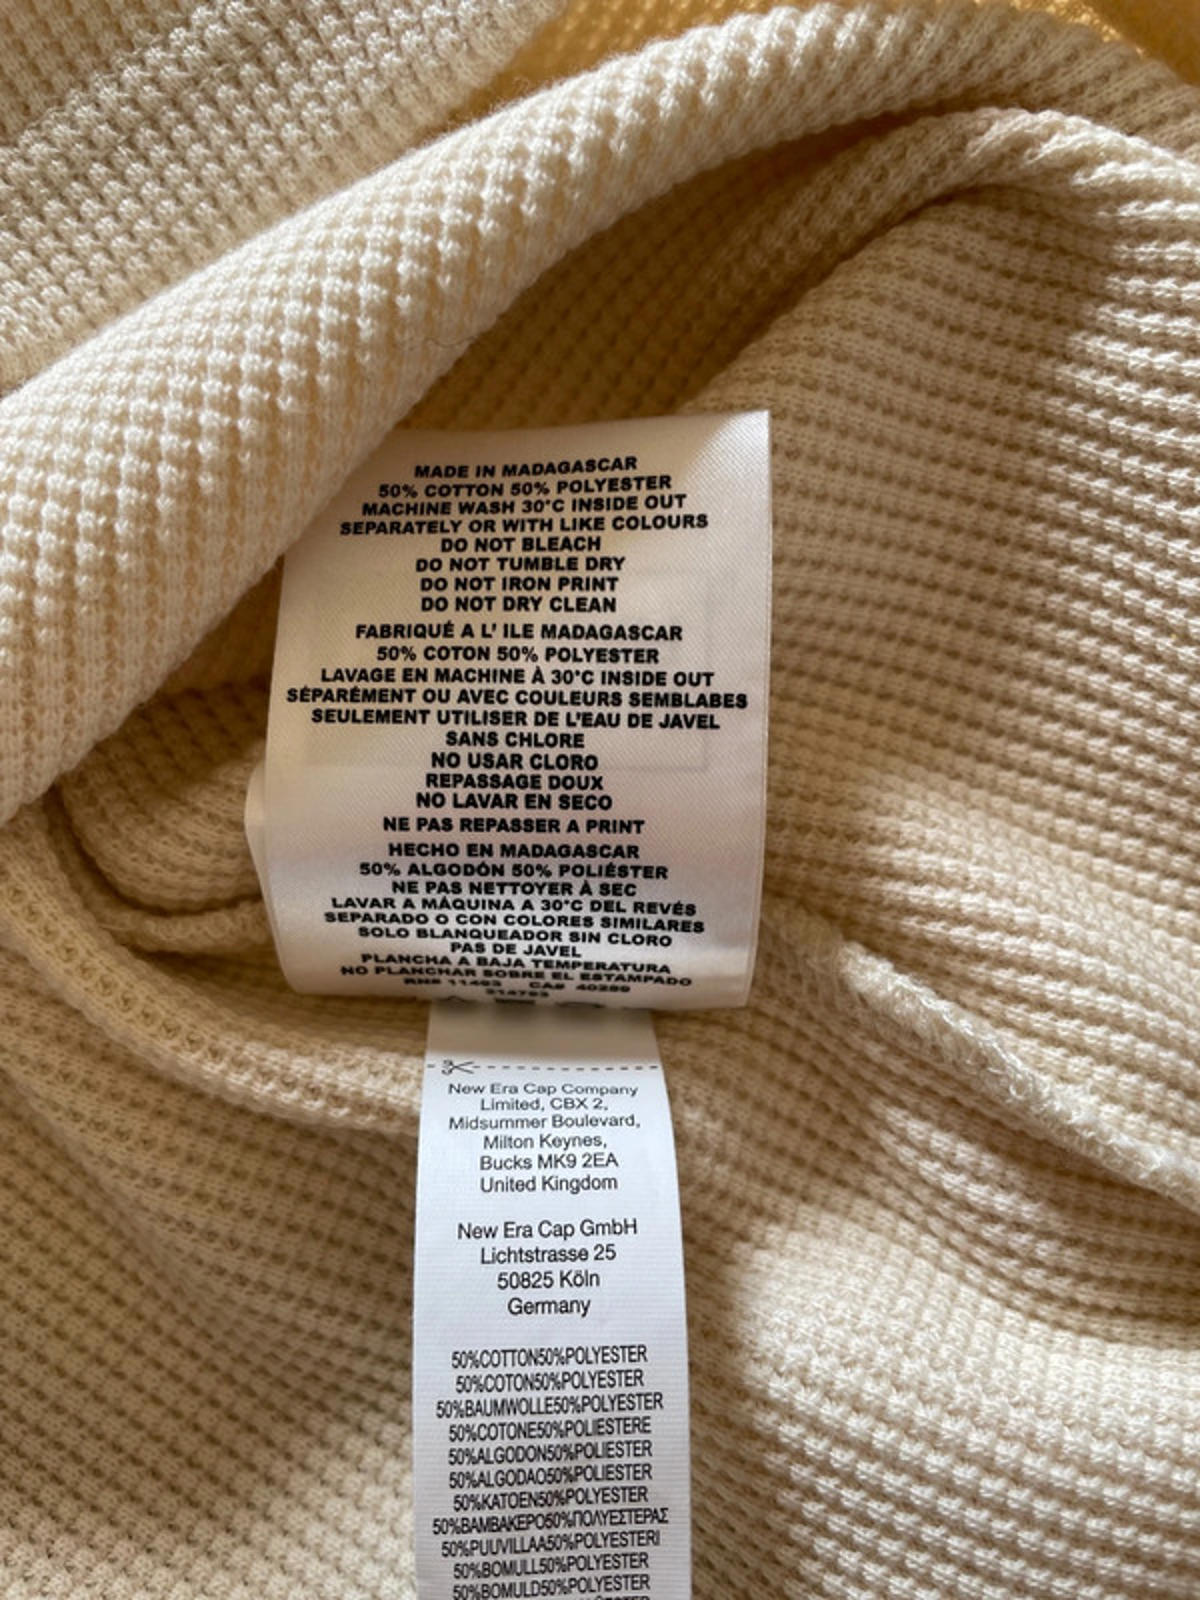 MADE IN MADAGASCAR
50% COTTON 50% POLYESTER
MACHINE WASH 30°C INSIDE OUT
SEPARATELY OR WITH LIKE COLOURS
DO NOT BLEACH
DO NOT TUMBLE DRY
DO NOT IRON PRINT
DO NOT DRY CLEAN
FABRIQUÉ A L' ILE MADAGASCAR
50% COTON 50% POLYESTER
LAVAGE EN MACHINE À 30°C INSIDE OUT
SÉPARÉMENT OU AVEC COULEURS SEMBLABES
SEULEMENT UTILISER DE L'EAU DE JAVEL
SANS CHLORE
NO USAR CLORO
REPASSAGE DOUX
NO LAVAR EN SECO
NE PAS REPASSER A PRINT
HECHO EN MADAGASCAR
50% ALGODÓN 50% POLIÉSTER
NE PAS NETTOYER À SEC
LAVAR A MÁQUINA A 30°C DEL REVÉS
SEPARADO O CON COLORES SIMILARES
SOLO BLANQUEADOR SIN CLORO
PAS DE JAVEL
PLANCHA A BAJA TEMPERATURA
NO PLANCHAR SOBRE EL ESTAMPADO
RN# 11493 CA# 40289
New Era Cap Company
Limited, CBX 2,
Midsummer Boulevard,
Milton Keynes,
Bucks MK9 2EA
United Kingdom
New Era Cap GmbH
Lichtstrasse 25
50825 Köln
Germany
50%COTTON50%POLYESTER
50%COTON50%POLYESTER
50%BAUMWOLLE50%POLYESTER
50%COTONE50%POLIESTERE
50%ALGODON50%POLIESTER
50%ALGODAO50%POLIESTER
50%KATOEN50%POLYESTER
50%ΒΑΜΒΑΚΕΡΟ50%ΠΟΛΥΕΣΤΕΡΑΣ
50%PUUVILLAA50%POLYESTERI
50%BOMULL50%POLYESTER
50%BOMULD50%POLYESTER